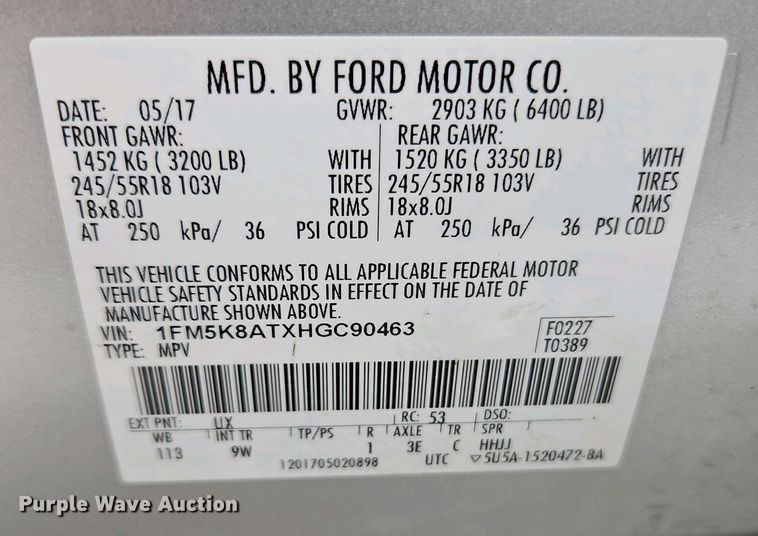 MFD. BY FORD MOTOR CO.
DATE: 05/17 GVWR: 2903 KG ( 6400 LB)
FRONT GAWR: REAR GAWR:
1452 KG ( 3200 LB) WITH 1520 KG ( 3350 LB) WITH
245/55R18 103V TIRES 245/55R18 103V TIRES
18x8.0J RIMS 18x8.0J RIMS
AT 250 kPa/ 36 PSI COLD AT 250 kPa/ 36 PSI COLD
THIS VEHICLE CONFORMS TO ALL APPLICABLE FEDERAL MOTOR
VEHICLE SAFETY STANDARDS IN EFFECT ON THE DATE OF
MANUFACTURE SHOWN ABOVE.
VIN: 1FM5K8ATXHGC90463 F0227
TYPE: MPV T0389
EXT PNT: UX RC: 53 DSO:
WB INT TR TP/PS R AXLE TR SPR
113 9W 1 3E C HHJJ
1201705020898 UTC ▽5U5A-1520472-BA
Purple Wave Auction